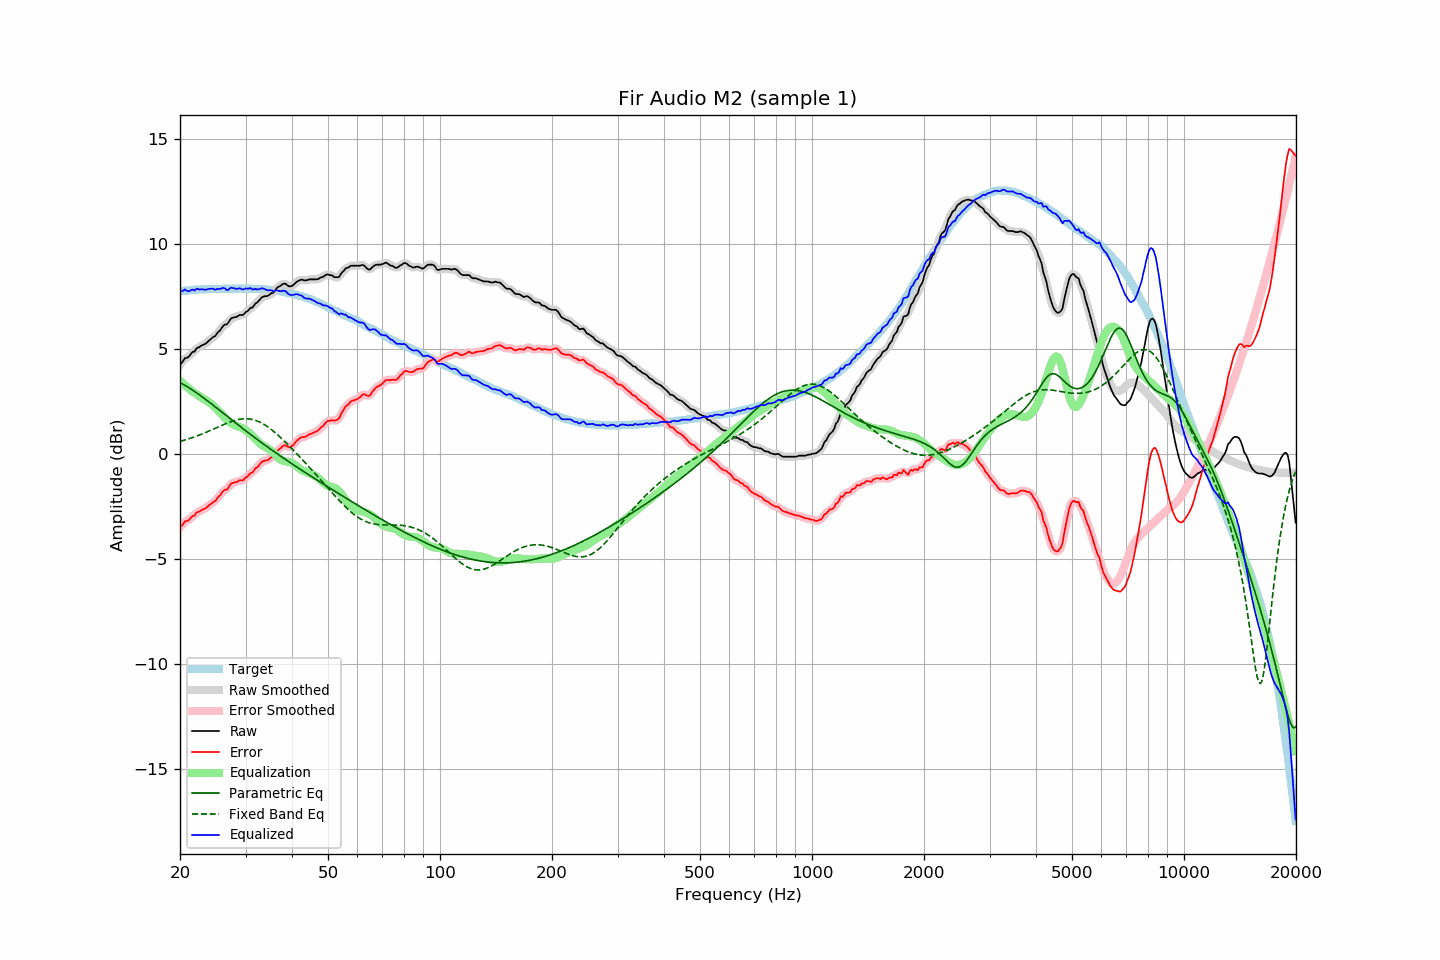 Fir Audio M2 (sample 1)
Amplitude (dBr)
15
10
5
0
−5
−10
−15
Target
Raw Smoothed
Error Smoothed
Raw
Error
Equalization
Parametric Eq
Fixed Band Eq
Equalized
20 50 100 200 500 1000 2000 5000 10000 20000
Frequency (Hz)